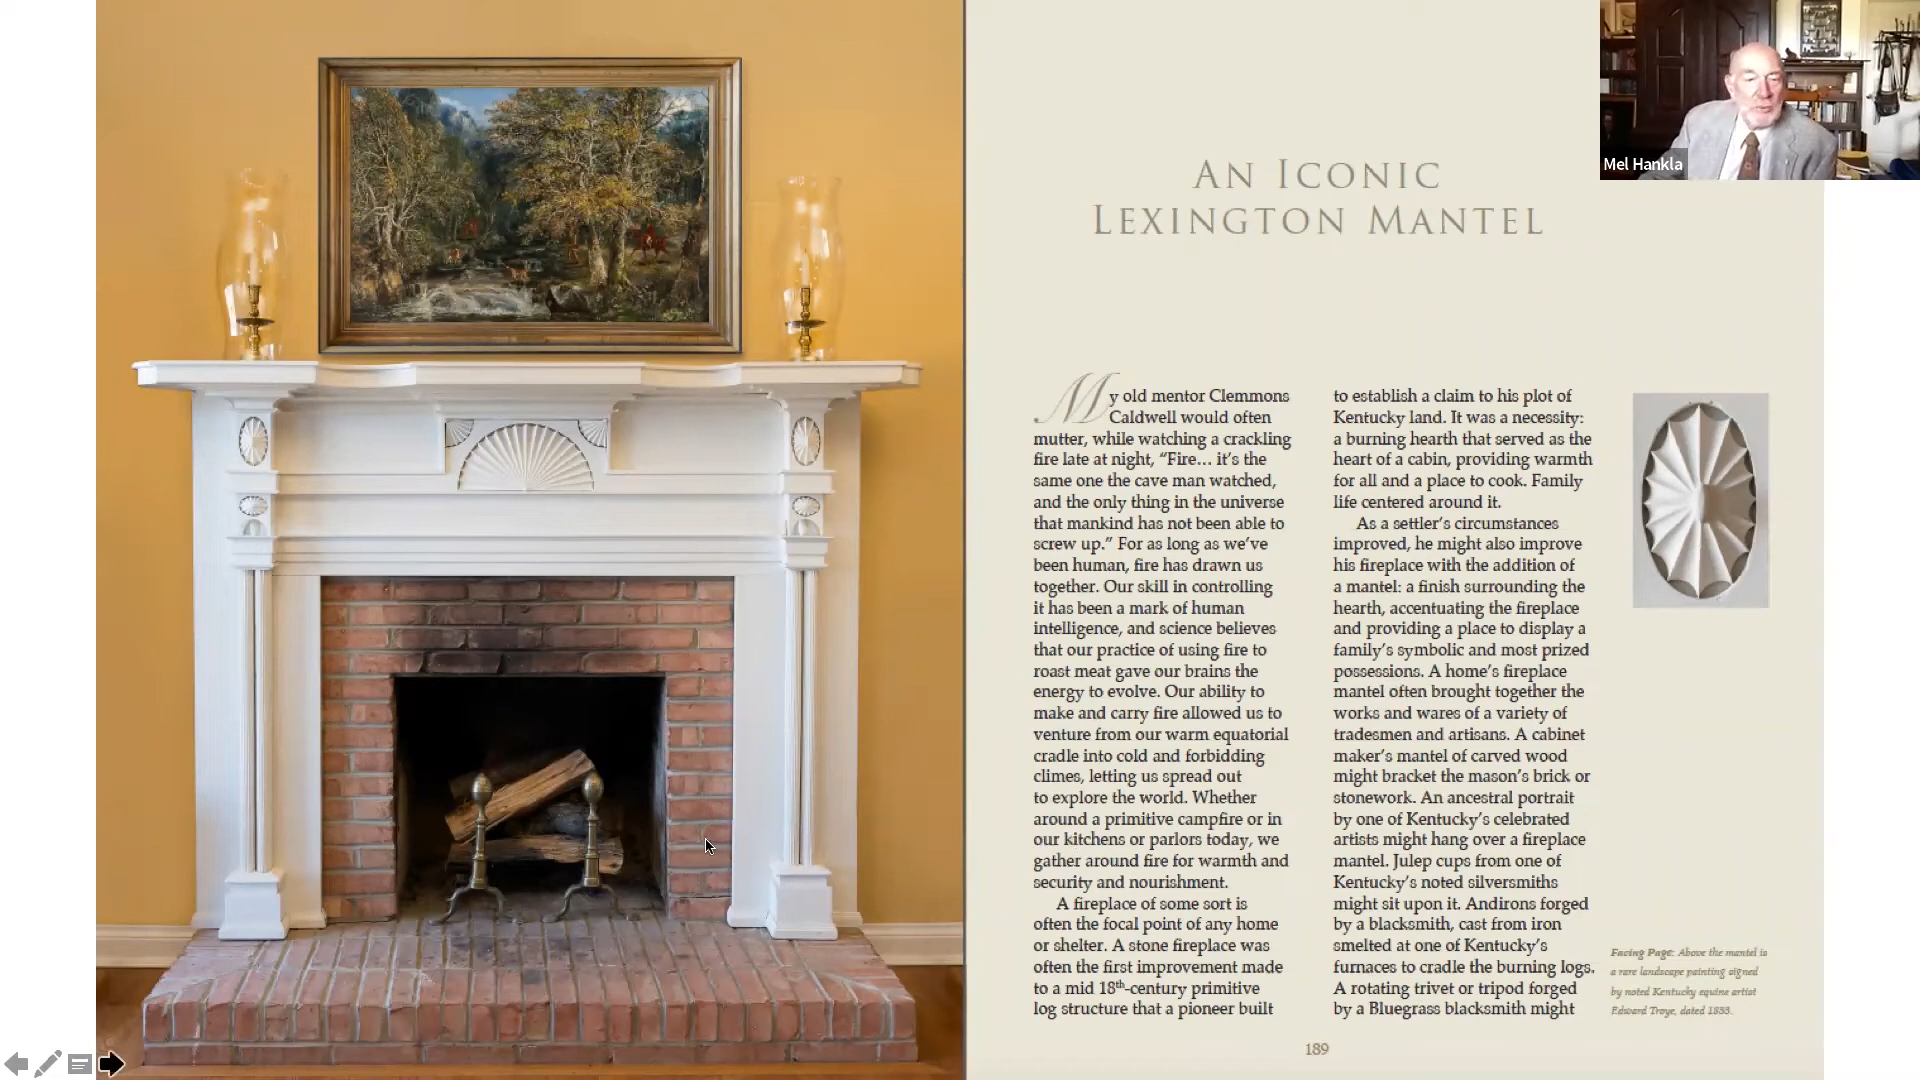 Mel Hankla
An Iconic
Lexington Mantel
My old mentor Clemmons
Caldwell would often
mutter, while watching a crackling
fire late at night, “Fire… it’s the
same one the cave man watched,
and the only thing in the universe
that mankind has not been able to
screw up.” For as long as we’ve
been human, fire has drawn us
together. Our skill in controlling
it has been a mark of human
intelligence, and science believes
that our practice of using fire to
roast meat gave our brains the
energy to evolve. Our ability to
make and carry fire allowed us to
venture from our warm equatorial
cradle into cold and forbidding
climes, letting us spread out
to explore the world. Whether
around a primitive campfire or in
our kitchens or parlors today, we
gather around fire for warmth and
security and nourishment.
A fireplace of some sort is
often the focal point of any home
or shelter. A stone fireplace was
often the first improvement made
to a mid 18th-century primitive
log structure that a pioneer built
to establish a claim to his plot of
Kentucky land. It was a necessity:
a burning hearth that served as the
heart of a cabin, providing warmth
for all and a place to cook. Family
life centered around it.
As a settler’s circumstances
improved, he might also improve
his fireplace with the addition of
a mantel: a finish surrounding the
hearth, accentuating the fireplace
and providing a place to display a
family’s symbolic and most prized
possessions. A home’s fireplace
mantel often brought together the
works and wares of a variety of
tradesmen and artisans. A cabinet
maker’s mantel of carved wood
might bracket the mason’s brick or
stonework. An ancestral portrait
by one of Kentucky’s celebrated
artists might hang over a fireplace
mantel. Julep cups from one of
Kentucky’s noted silversmiths
might sit upon it. Andirons forged
by a blacksmith, cast from iron
smelted at one of Kentucky’s
furnaces to cradle the burning logs.
A rotating trivet or tripod forged
by a Bluegrass blacksmith might
Facing Page: Above the mantel is
a rare landscape painting signed
by noted Kentucky equine artist
Edward Troye, dated 1833.
189